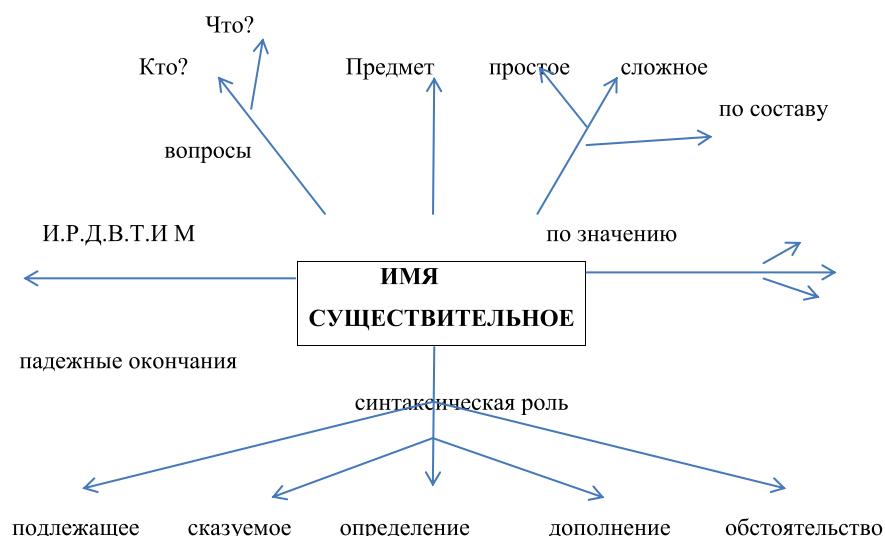 Что?
Кто? Предмет простое сложное
по составу
вопросы
И.Р.Д.В.Т.И М по значению
ИМЯ
СУЩЕСТВИТЕЛЬНОЕ
падежные окончания
синтаксическая роль
подлежащее сказуемое определение дополнение обстоятельство